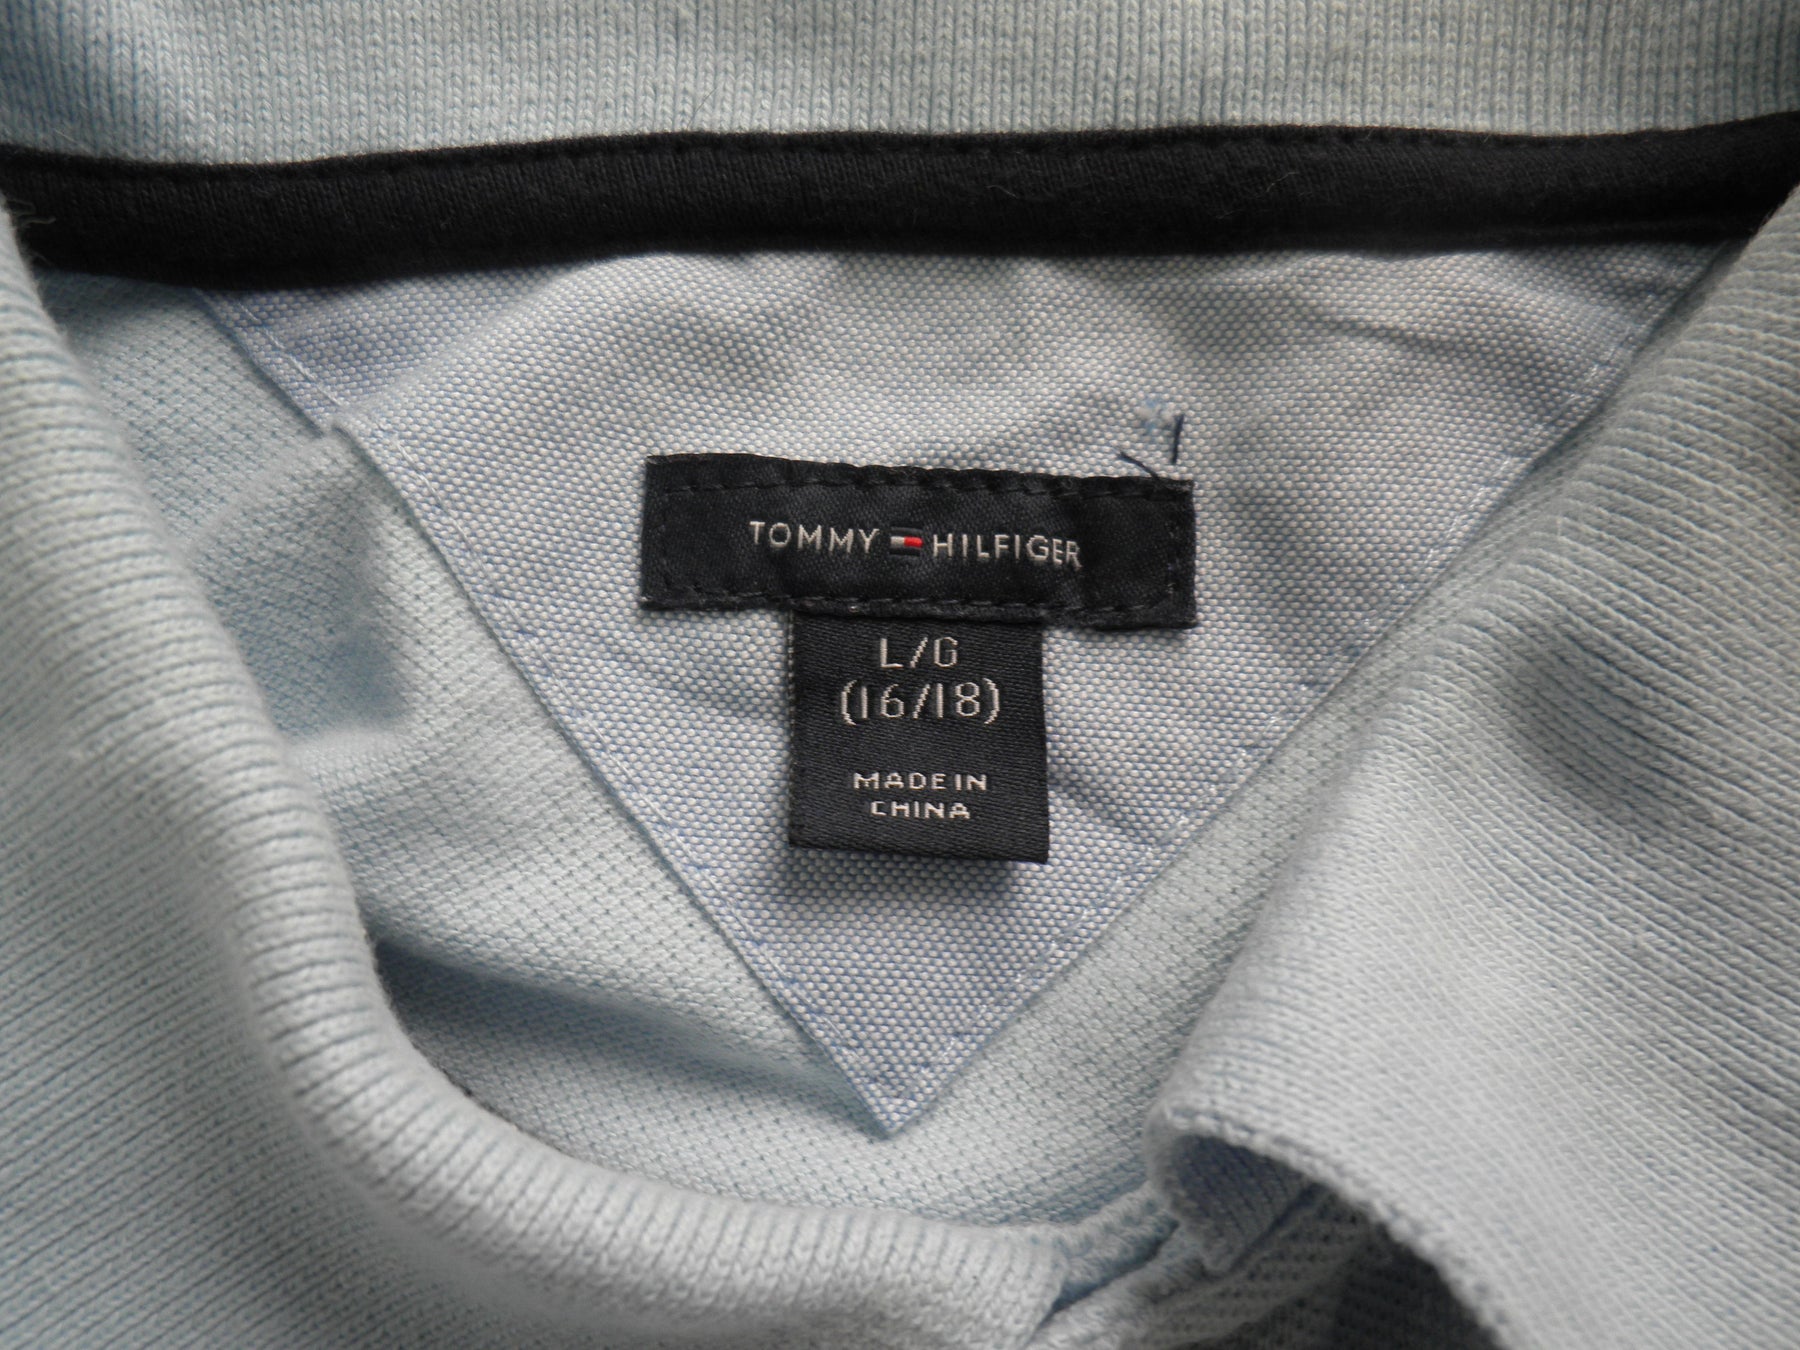 TOMMY HILFIGER
L/G
(16/18)
MADE IN
CHINA